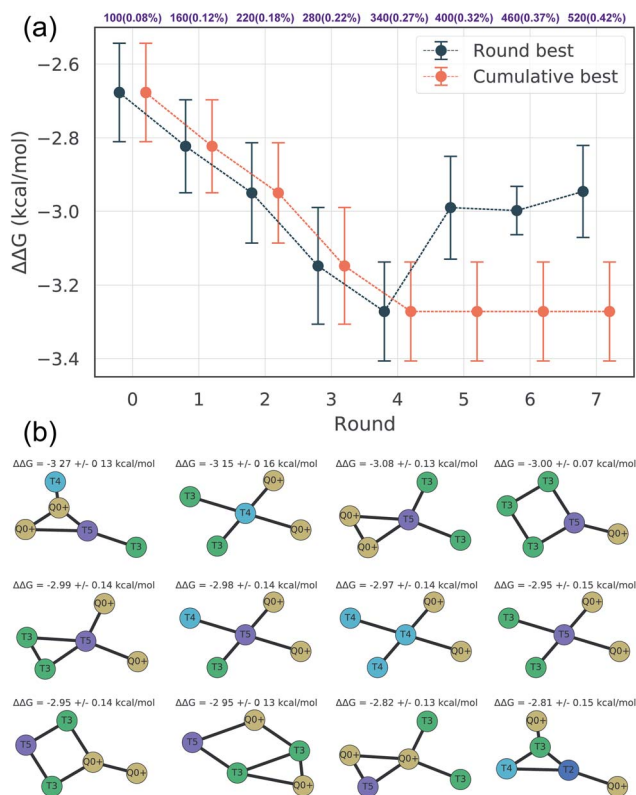 (a)
100(0.08%) 160(0.12%) 220(0.18%) 280(0.22%) 340(0.27%) 400(0.32%) 460(0.37%) 520(0.42%)
Round best
Cumulative best
−2.6
−2.8
−3.0
−3.2
−3.4
ΔΔG (kcal/mol)
0 1 2 3 4 5 6 7
Round
(b)
ΔΔG = -3 27 +/- 0 13 kcal/mol
T4
Q0+
Q0+
T5
T3
ΔΔG = -3 15 +/- 0 16 kcal/mol
T3
Q0+
T4
T3
Q0+
ΔΔG = -3.08 +/- 0.13 kcal/mol
T3
Q0+
T5
Q0+
T3
ΔΔG = -3.00 +/- 0.07 kcal/mol
T3
T3
T5
T3
Q0+
ΔΔG = -2.99 +/- 0.14 kcal/mol
Q0+
T3
T5
T3
Q0+
ΔΔG = -2.98 +/- 0.14 kcal/mol
T4
Q0+
T5
T3
Q0+
ΔΔG = -2.97 +/- 0.14 kcal/mol
T4
Q0+
T4
T4
Q0+
ΔΔG = -2.95 +/- 0.15 kcal/mol
T3
Q0+
T5
T3
Q0+
ΔΔG = -2.95 +/- 0.14 kcal/mol
T3
T5
Q0+
Q0+
T3
ΔΔG = -2 95 +/- 0 13 kcal/mol
Q0+
T5
T3
T3
Q0+
ΔΔG = -2.82 +/- 0.13 kcal/mol
T3
Q0+
Q0+
T5
T3
ΔΔG = -2.81 +/- 0.15 kcal/mol
Q0+
T3
T4
T2
Q0+